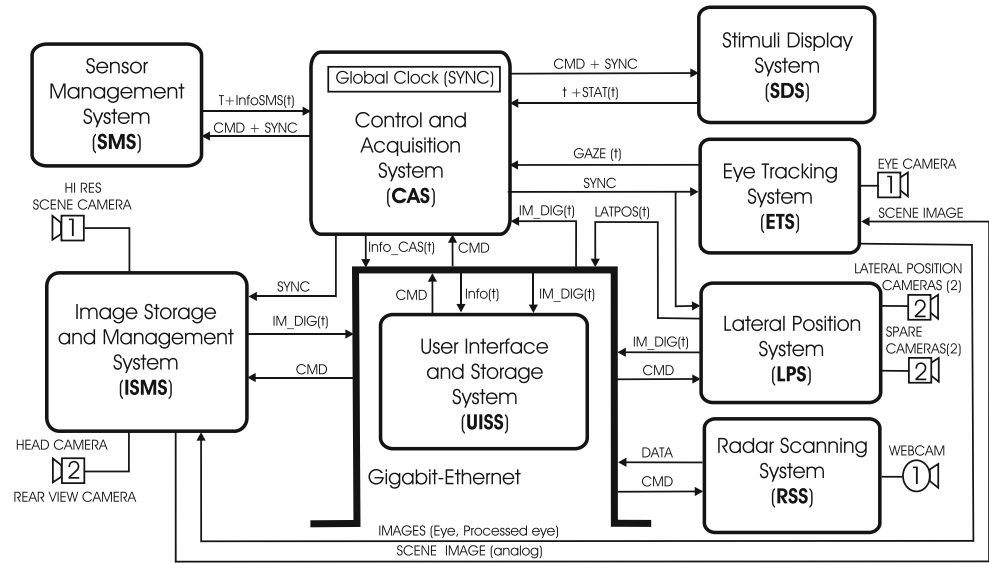 Stimuli Display
System
(SDS)
Sensor
Management
System
(SMS)
Global Clock (SYNC)
Control and
Acquisition
System
(CAS)
CMD + SYNC
t +STAT(t)
T+InfoSMS(t)
CMD + SYNC
GAZE (t)
SYNC
Eye Tracking
System
(ETS)
EYE CAMERA
1
SCENE IMAGE
HI RES
SCENE CAMERA
1
IM_DIG(t)
LATPOS(t)
Info_CAS(t)
CMD
SYNC
CMD
Info(t)
IM_DIG(t)
LATERAL POSITION
CAMERAS (2)
2
SPARE
CAMERAS(2)
2
Image Storage
and Management
System
(ISMS)
IM_DIG(t)
CMD
User Interface
and Storage
System
(UISS)
Lateral Position
System
(LPS)
IM_DIG(t)
CMD
HEAD CAMERA
2
REAR VIEW CAMERA
Gigabit-Ethernet
DATA
CMD
Radar Scanning
System
(RSS)
WEBCAM
1
IMAGES (Eye, Processed eye)
SCENE IMAGE (analog)